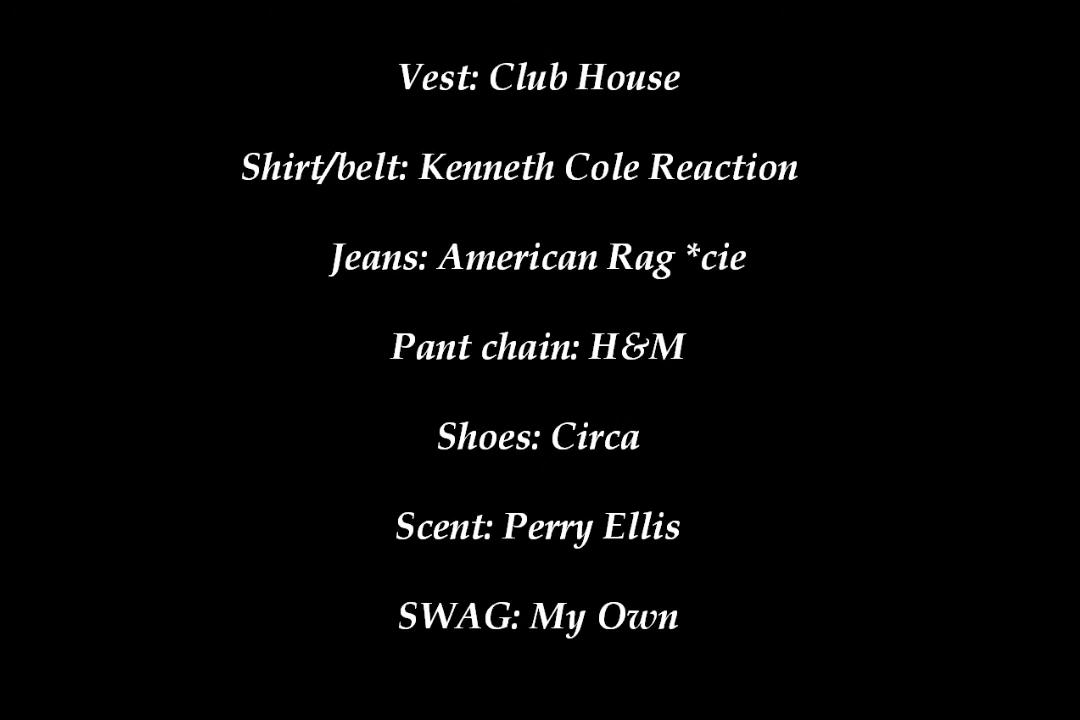 Vest: Club House
Shirt/belt: Kenneth Cole Reaction
Jeans: American Rag *cie
Pant chain: H&M
Shoes: Circa
Scent: Perry Ellis
SWAG: My Own